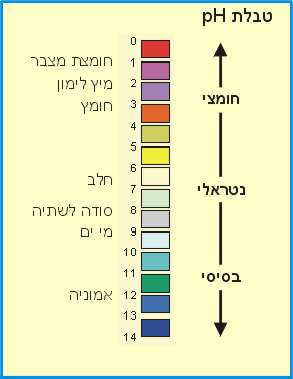 טבלת pH
0
חומצת מצבר 1
מיץ לימון 2
חומץ 3
חומצי
4
5
6
חלב
7
נטראלי
סודה לשתיה 8
מי ים 9
10
11
בסיסי
אמוניה 12
13
14